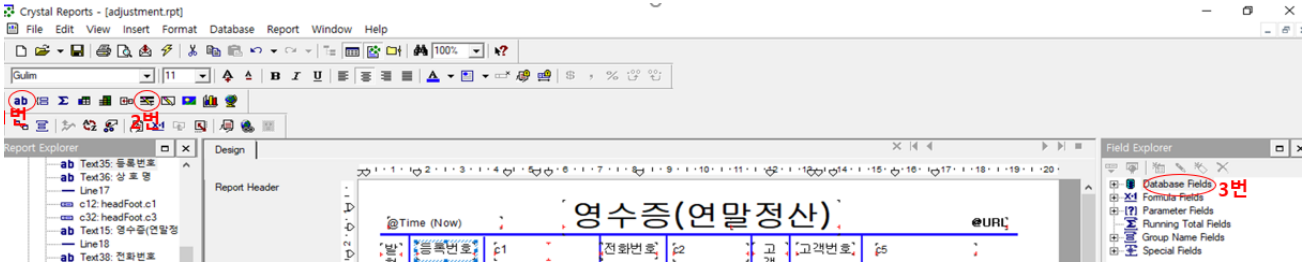 Crystal Reports - [adjustment.rpt]
File Edit View Insert Format Database Report Window Help
100%
Gulim 11 B I U
ab
번 2번
Report Explorer
Design
Field Explorer
ab Text35: 등록번호
ab Text36: 상 호 명
Line17
c12: headFoot.c1
c32: headFoot.c3
ab Text15: 영수증(연말정
Line18
ab Text38: 전화번호
Report Header
@Time (Now)
영수증(연말정산)
@URL
발 등록번호 c1 전화번호 c2 고 고객번호 c5
객
Database Fields 3번
Formula Fields
Parameter Fields
Running Total Fields
Group Name Fields
Special Fields